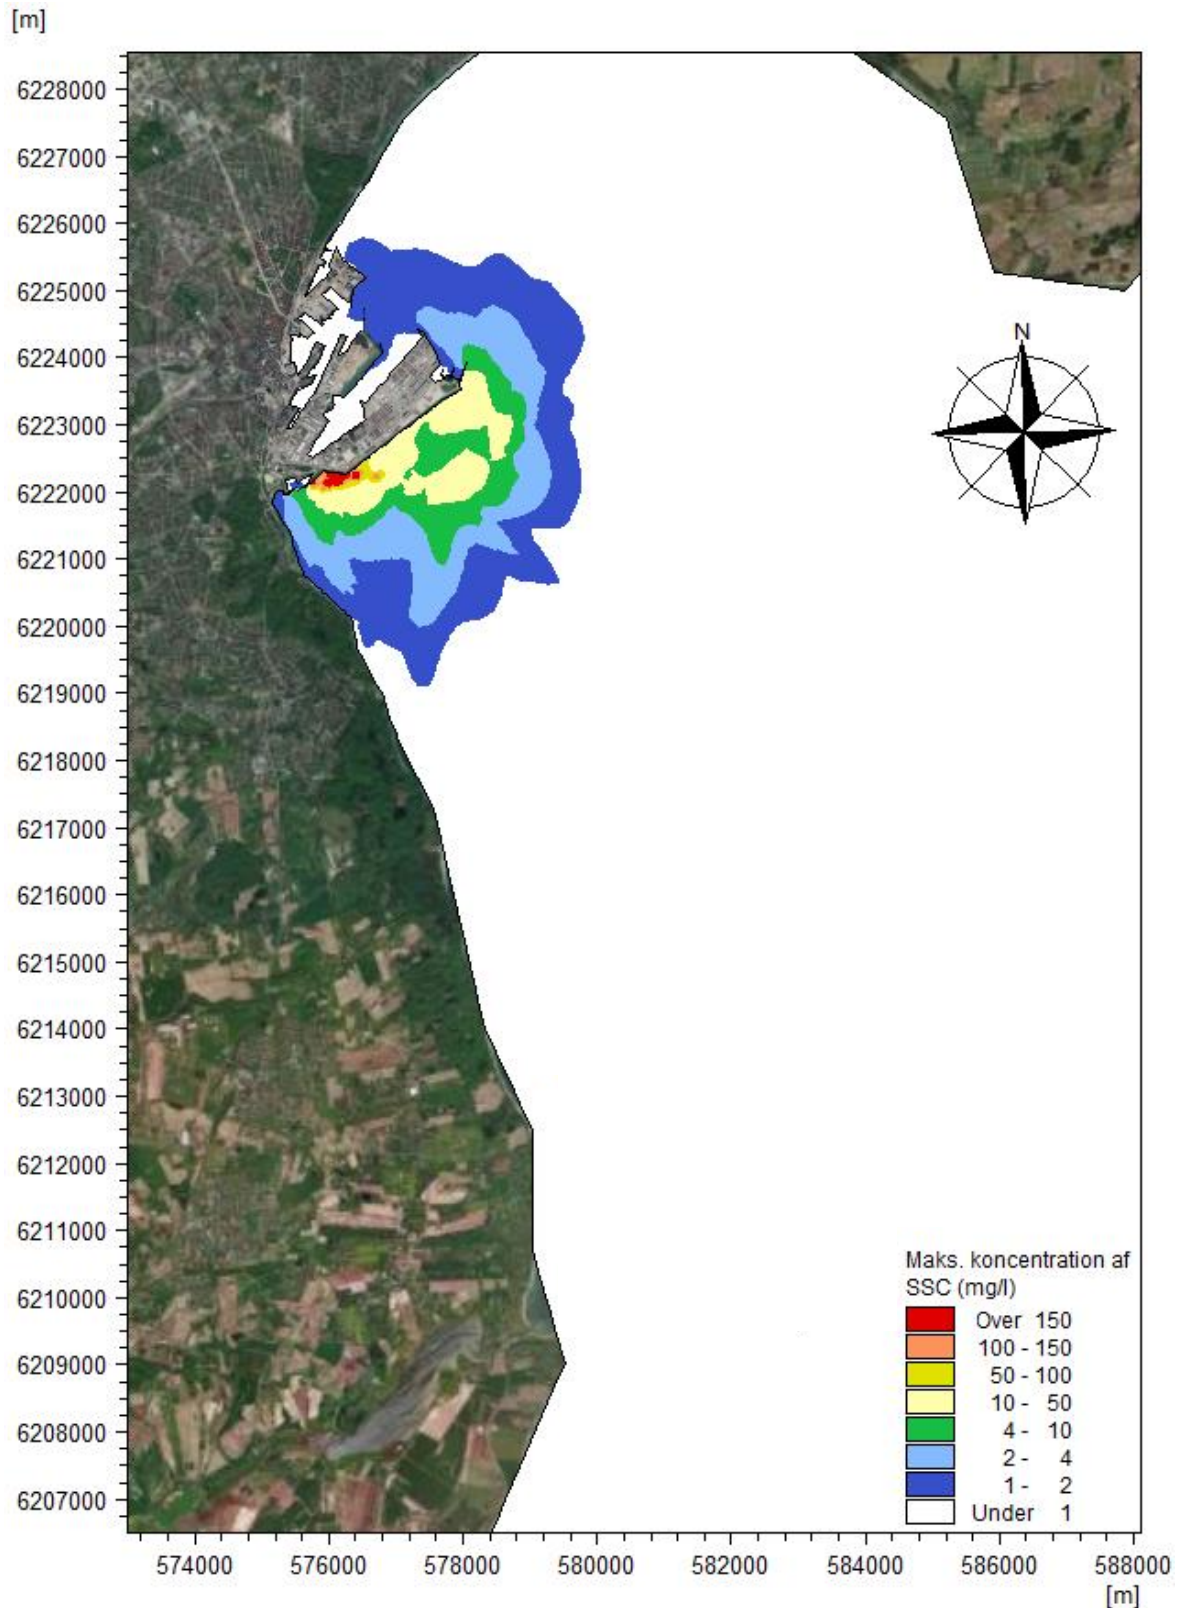 [m]
6228000
6227000
6226000
6225000
6224000
6223000
6222000
6221000
6220000
6219000
6218000
6217000
6216000
6215000
6214000
6213000
6212000
6211000
6210000
6209000
6208000
6207000
N
Maks. koncentration af
SSC (mg/l)
Over 150
100 - 150
50 - 100
10 - 50
4 - 10
2 - 4
1 - 2
Under 1
574000 576000 578000 580000 582000 584000 586000 588000
[m]